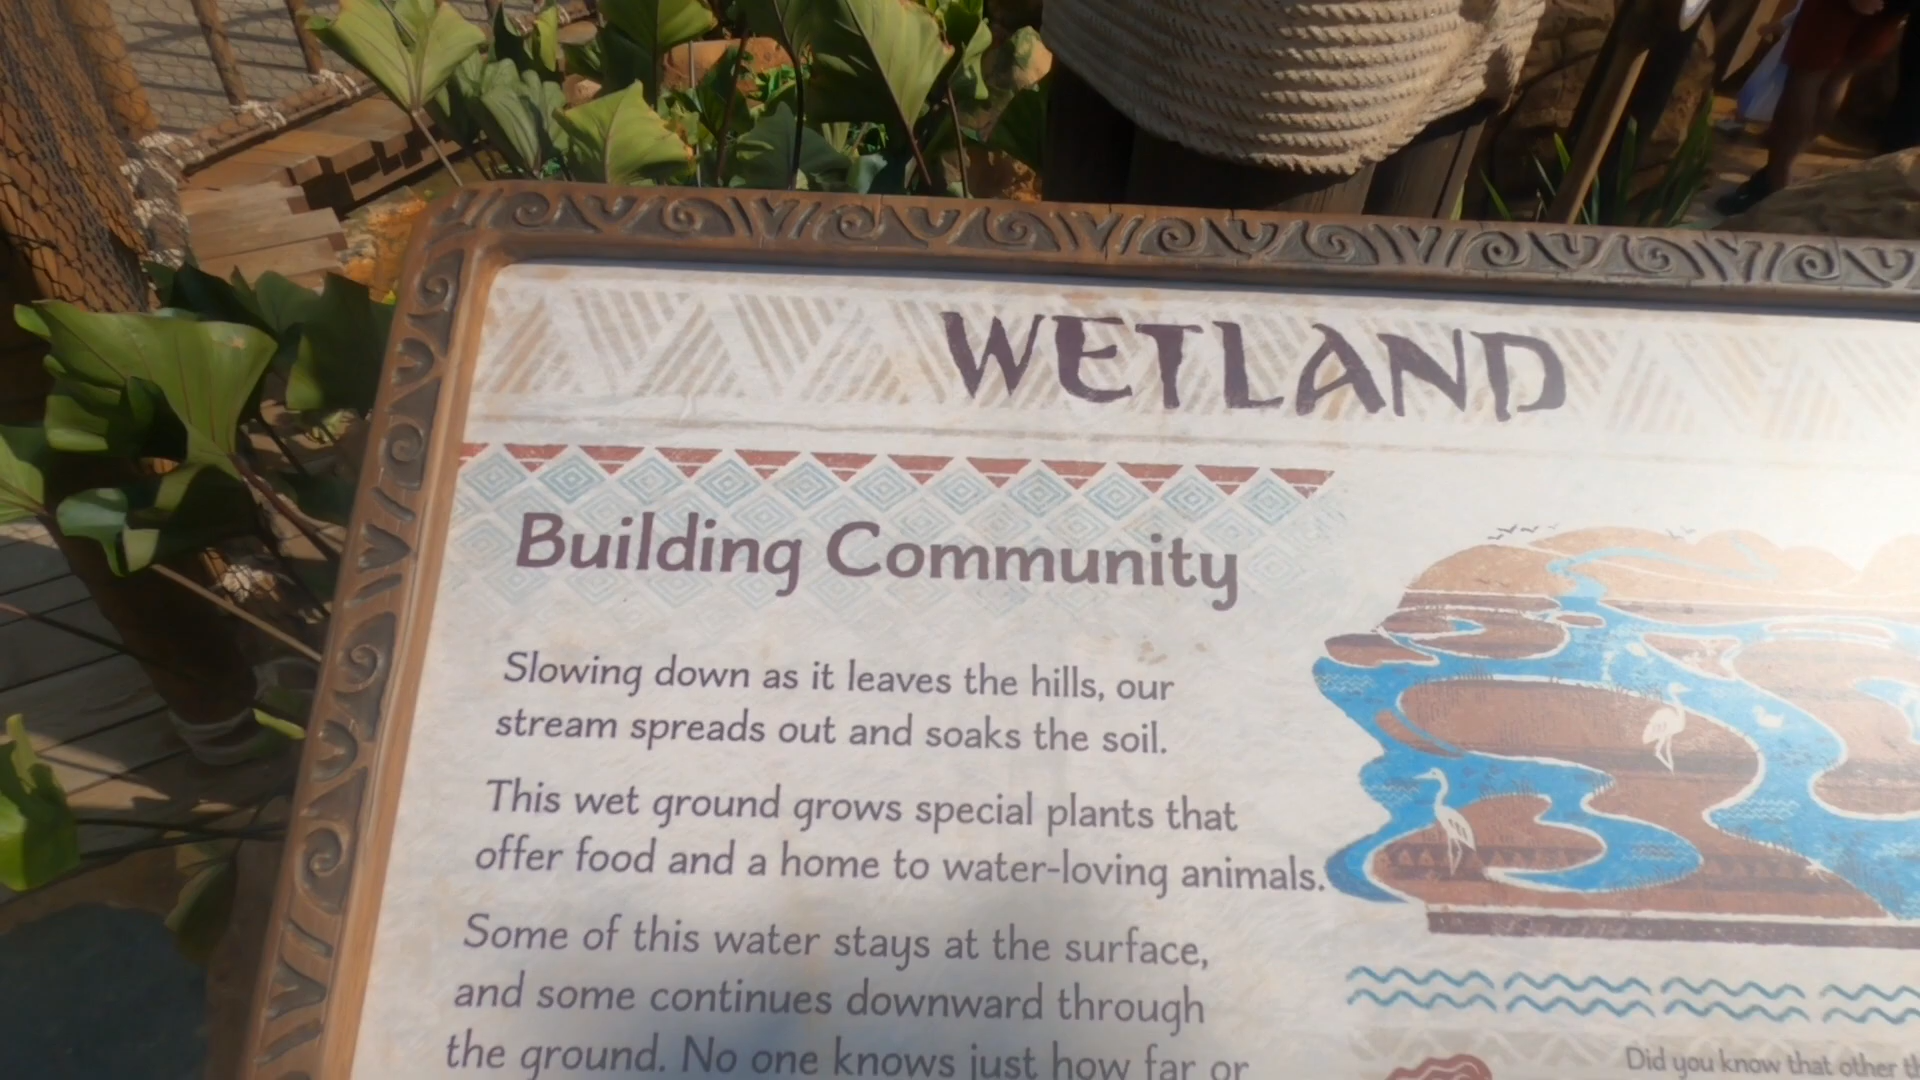 WETLAND
Building Community
Slowing down as it leaves the hills, our
stream spreads out and soaks the soil.
This wet ground grows special plants that
offer food and a home to water-loving animals.
Some of this water stays at the surface,
and some continues downward through
the ground. No one knows just how far or
Did you know that other